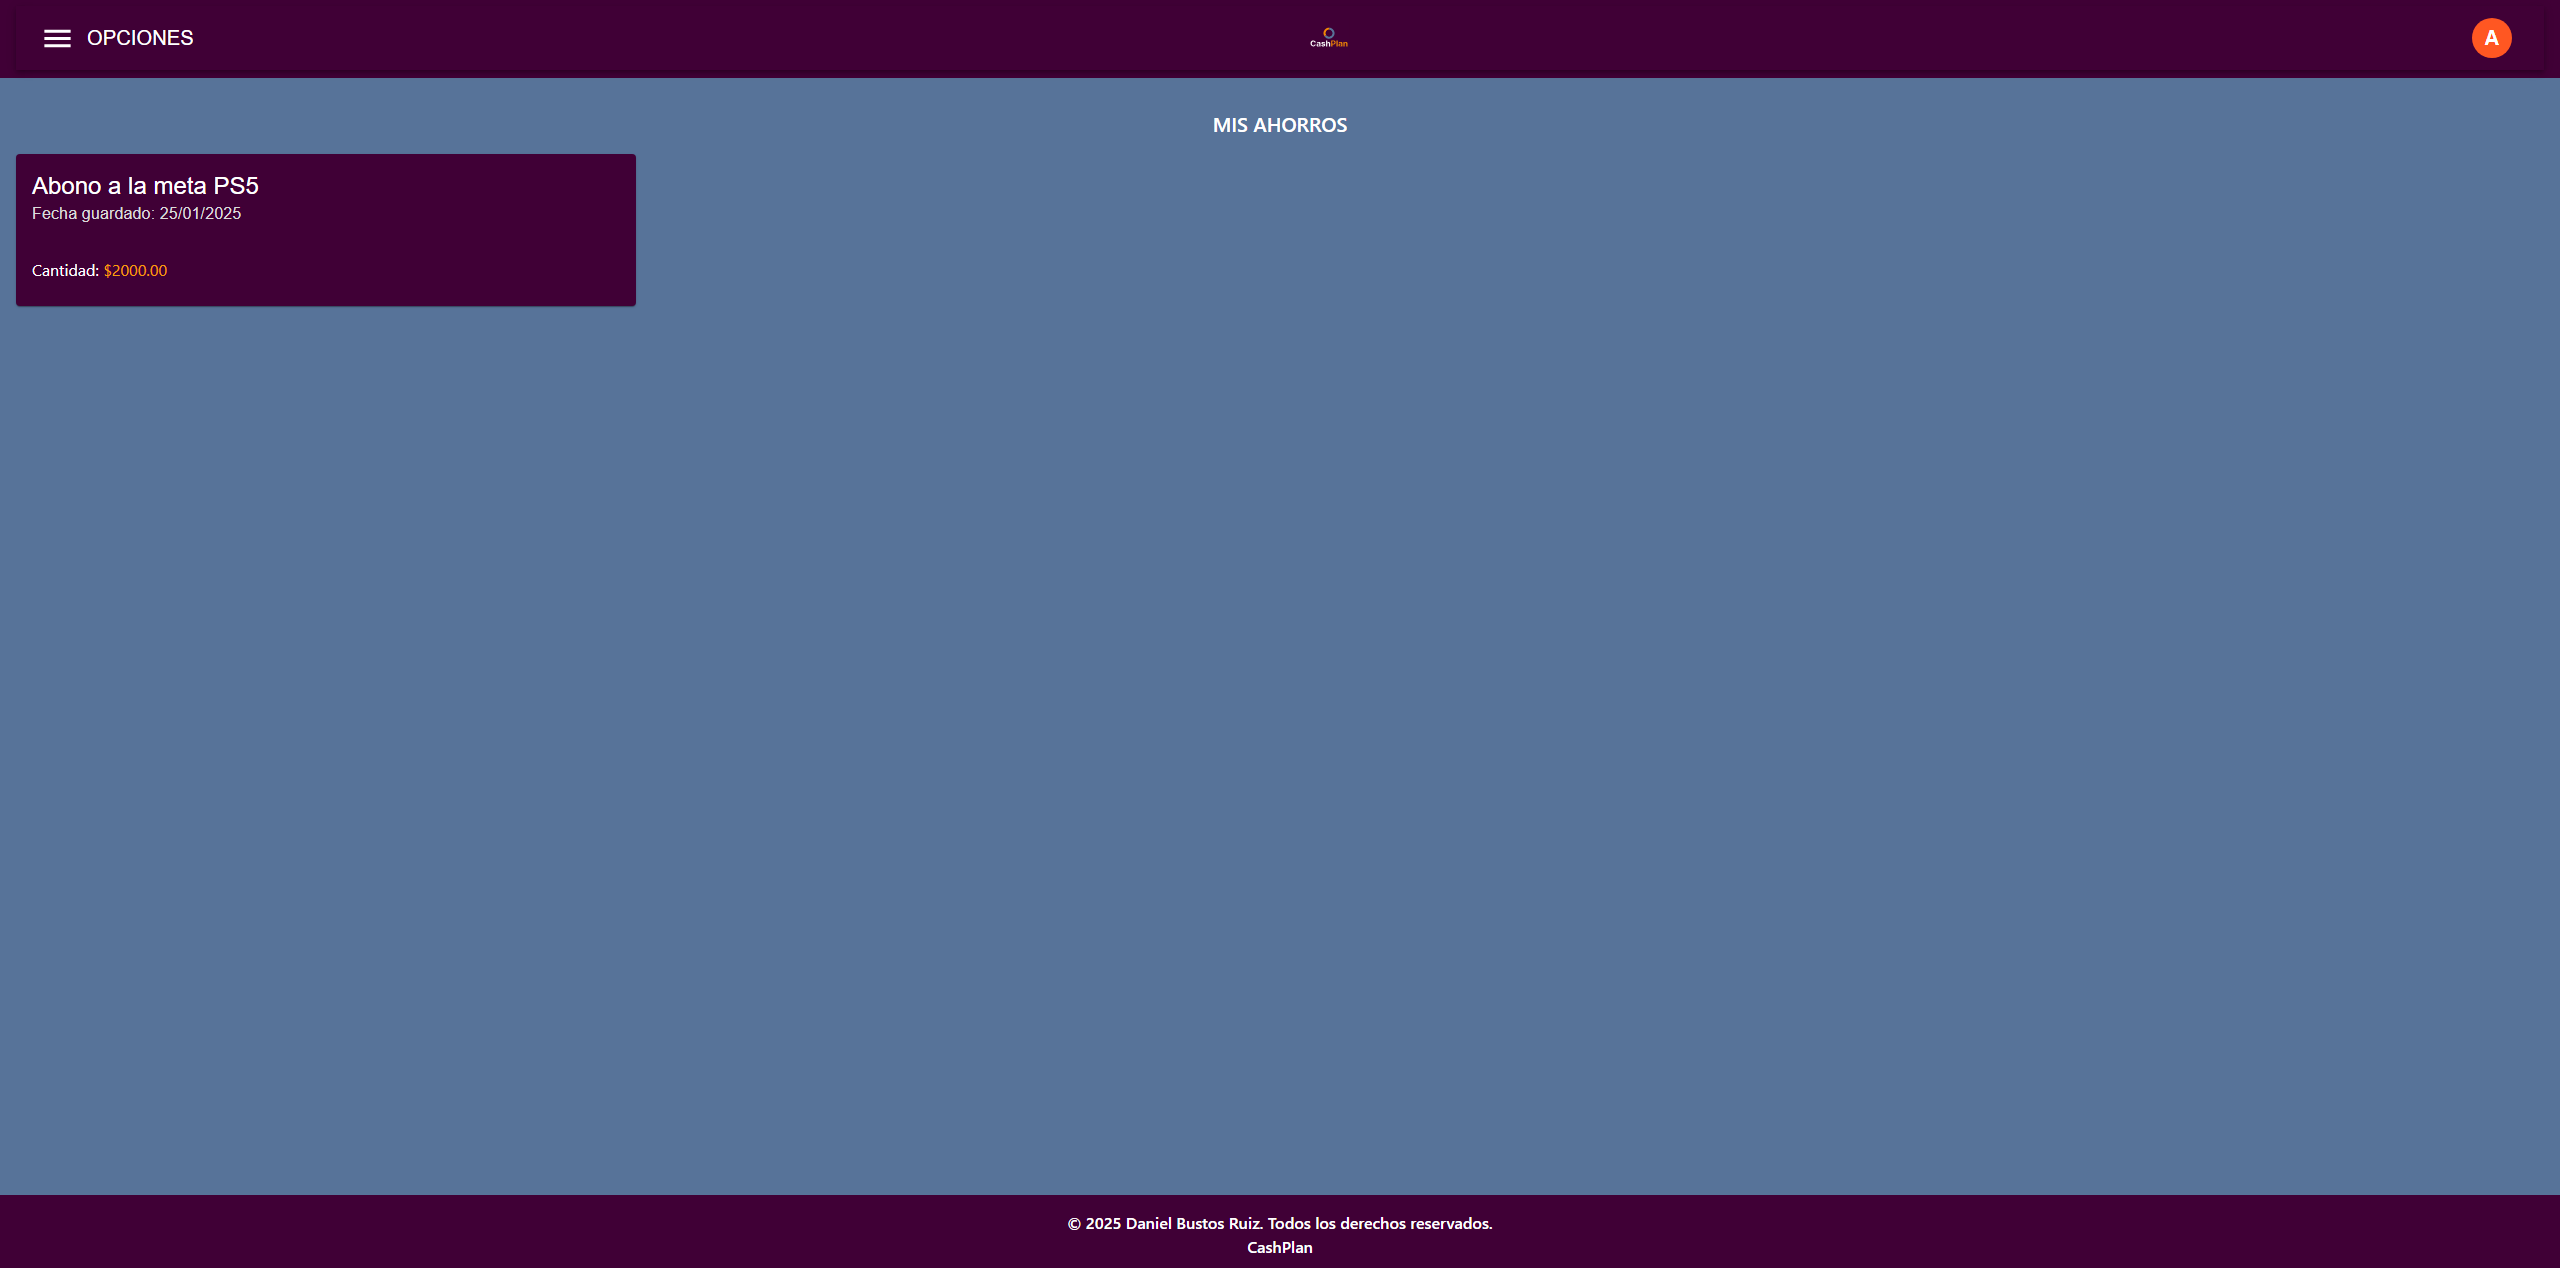 OPCIONES
CashPlan
A
MIS AHORROS
Abono a la meta PS5
Fecha guardado: 25/01/2025
Cantidad: $2000.00
© 2025 Daniel Bustos Ruiz. Todos los derechos reservados.
CashPlan